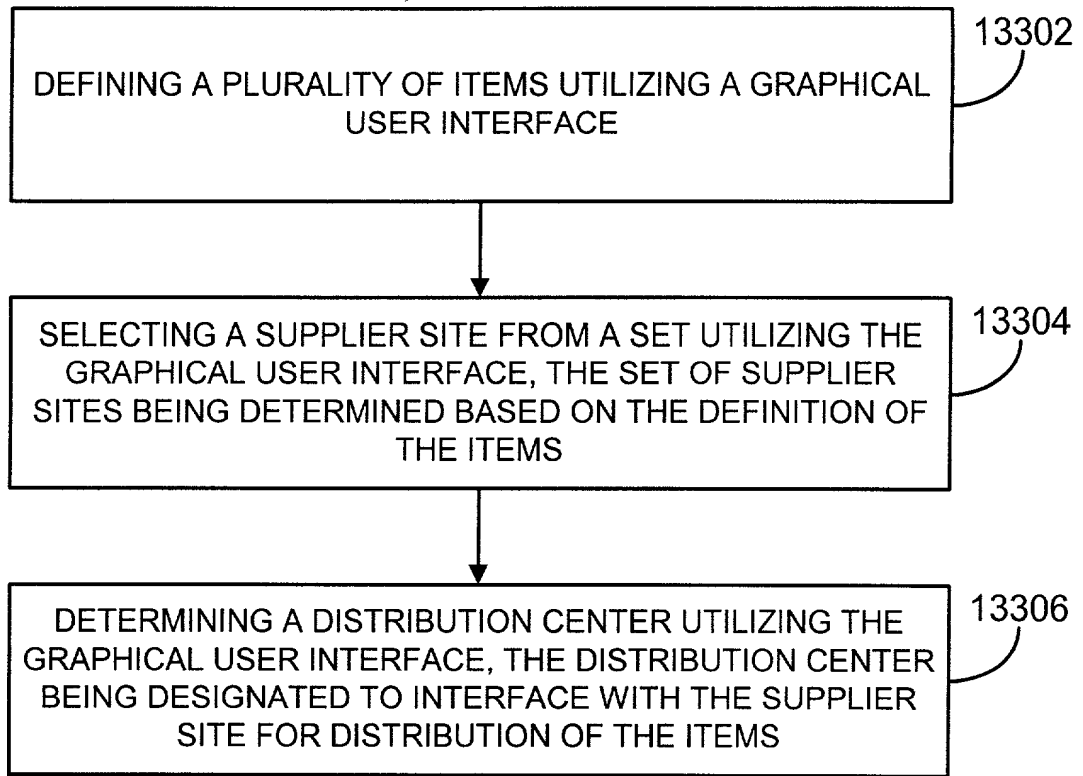 13302
DEFINING A PLURALITY OF ITEMS UTILIZING A GRAPHICAL
USER INTERFACE
13304
SELECTING A SUPPLIER SITE FROM A SET UTILIZING THE
GRAPHICAL USER INTERFACE, THE SET OF SUPPLIER
SITES BEING DETERMINED BASED ON THE DEFINITION OF
THE ITEMS
13306
DETERMINING A DISTRIBUTION CENTER UTILIZING THE
GRAPHICAL USER INTERFACE, THE DISTRIBUTION CENTER
BEING DESIGNATED TO INTERFACE WITH THE SUPPLIER
SITE FOR DISTRIBUTION OF THE ITEMS